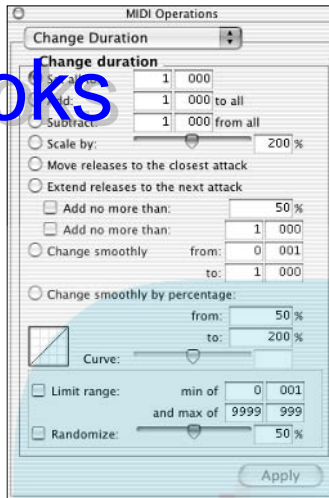 MIDI Operations
Change Duration
Change duration
1 000
Add: 1 000 to all
Subtract: 1 000 from all
Scale by: 200 %
Move releases to the closest attack
Extend releases to the next attack
Add no more than: 50 %
Add no more than: 1 000
Change smoothly from: 0 001
to: 1 000
Change smoothly by percentage:
from: 50 %
to: 200 %
Curve:
Limit range: min of 0 001
and max of 9999 999
Randomize: 50 %
Apply
ooks